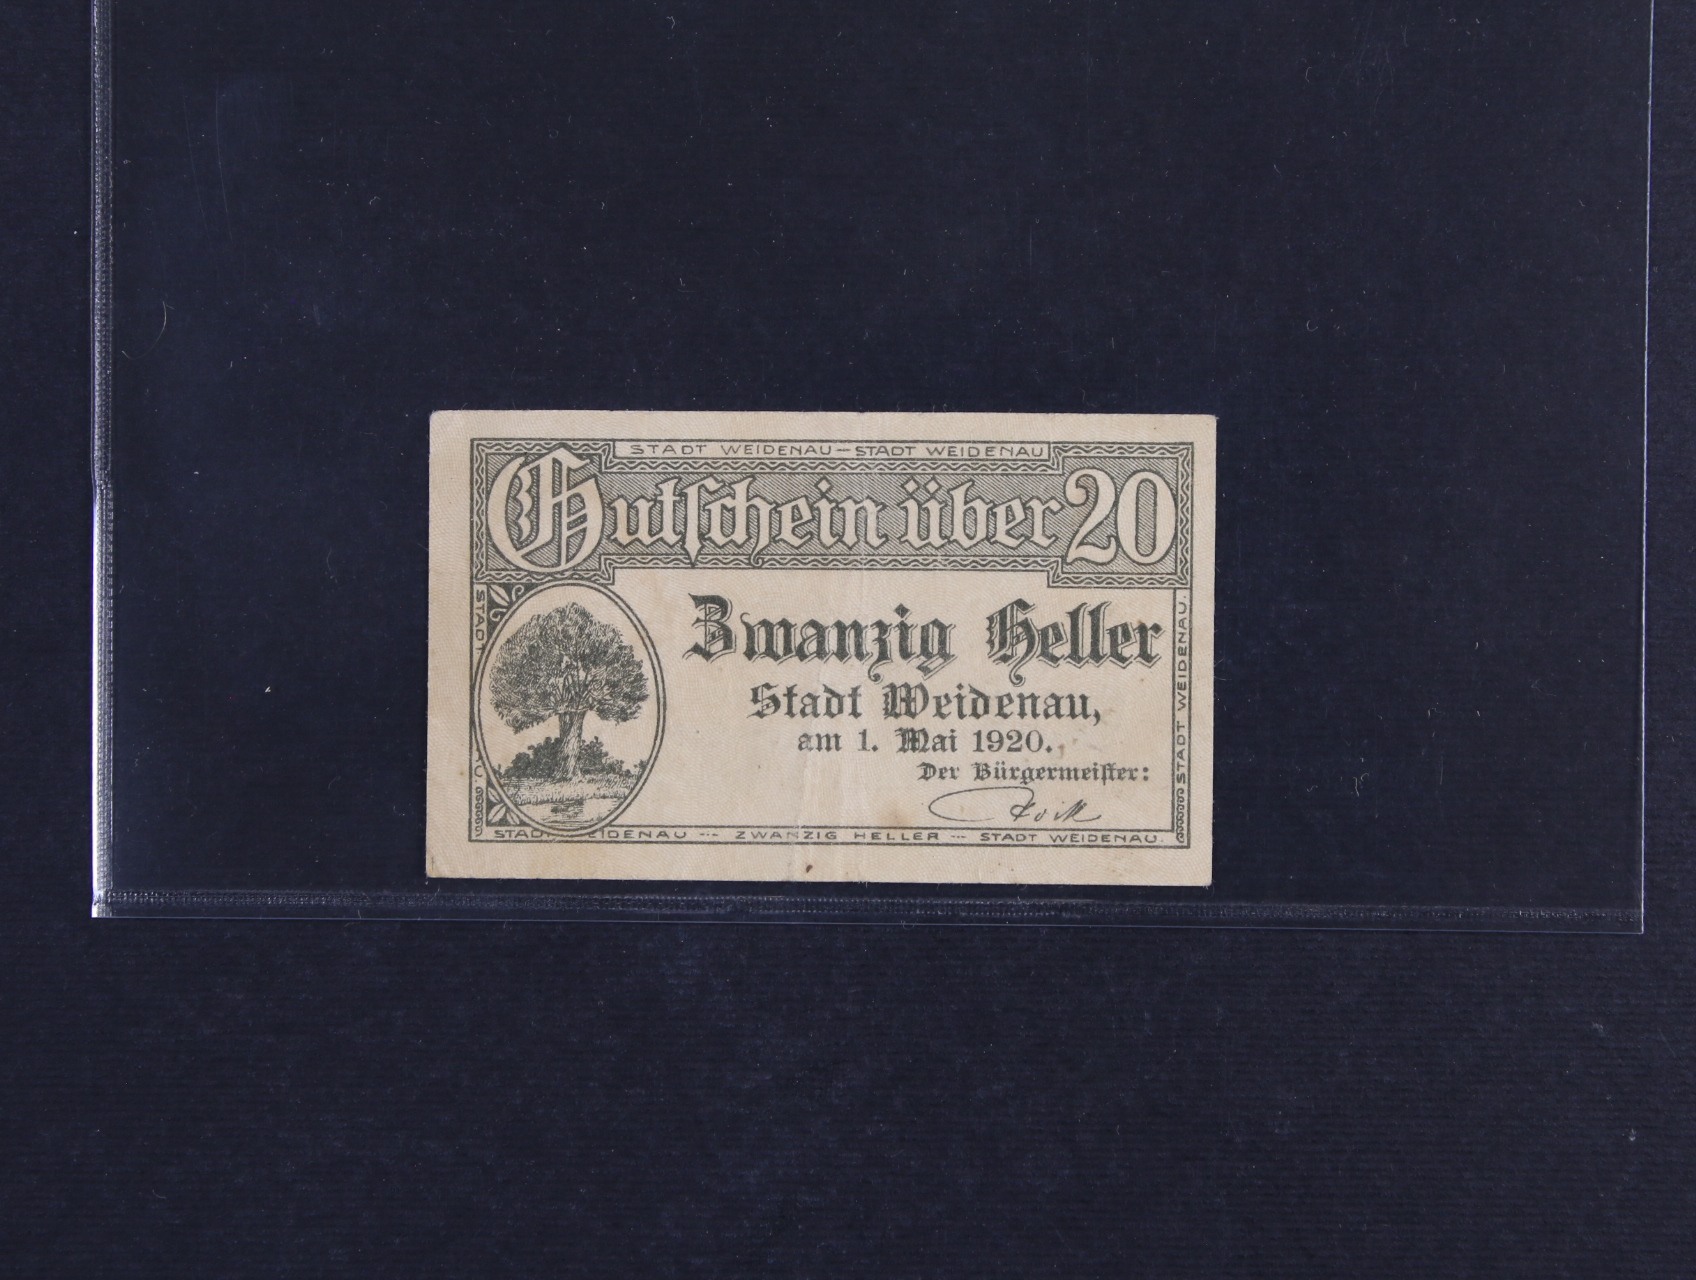 STADT WEIDENAU — STADT WEIDENAU
Gutſchein über 20
Zwanzig Heller
Stadt Weidenau,
am 1. Mai 1920.
Der Bürgermeiſter:
STADT
STADT WEIDENAU.
STADT WEIDENAU --- ZWANZIG HELLER --- STADT WEIDENAU.